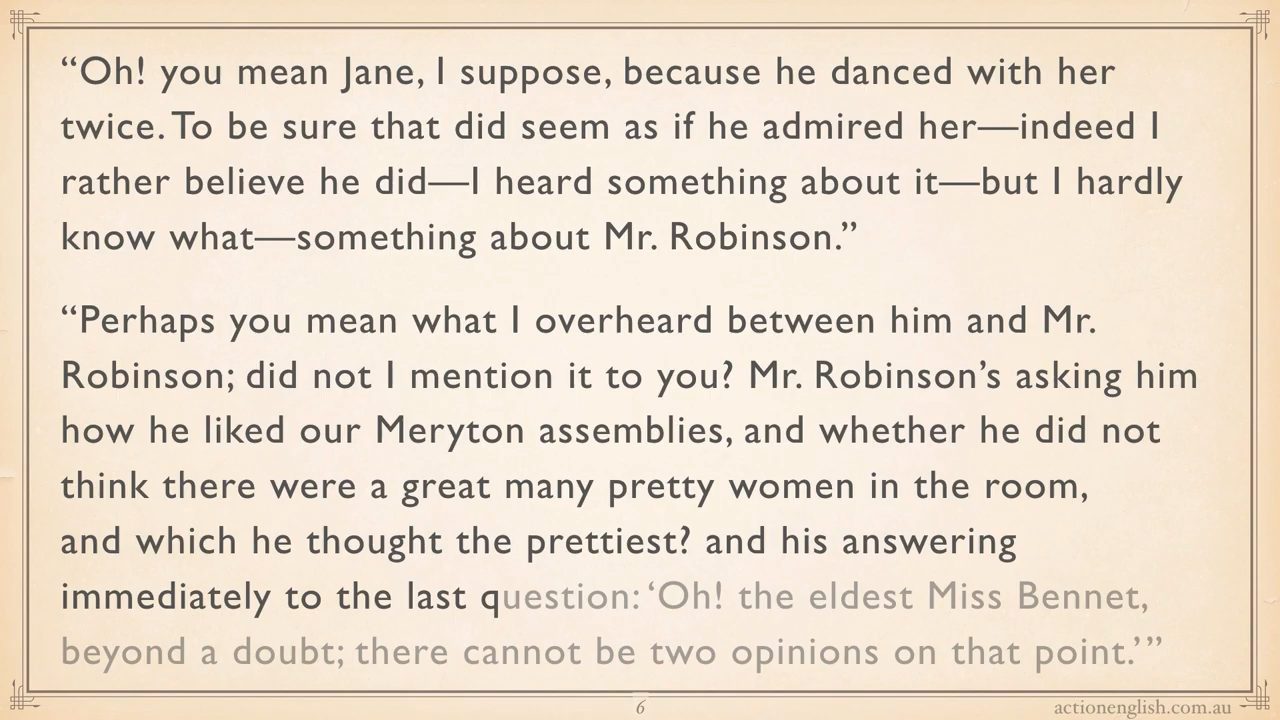 “Oh! you mean Jane, I suppose, because he danced with her
twice. To be sure that did seem as if he admired her—indeed I
rather believe he did—I heard something about it—but I hardly
know what—something about Mr. Robinson.”
“Perhaps you mean what I overheard between him and Mr.
Robinson; did not I mention it to you? Mr. Robinson’s asking him
how he liked our Meryton assemblies, and whether he did not
think there were a great many pretty women in the room,
and which he thought the prettiest? and his answering
immediately to the last question: ‘Oh! the eldest Miss Bennet,
beyond a doubt; there cannot be two opinions on that point.’”
6
actionenglish.com.au